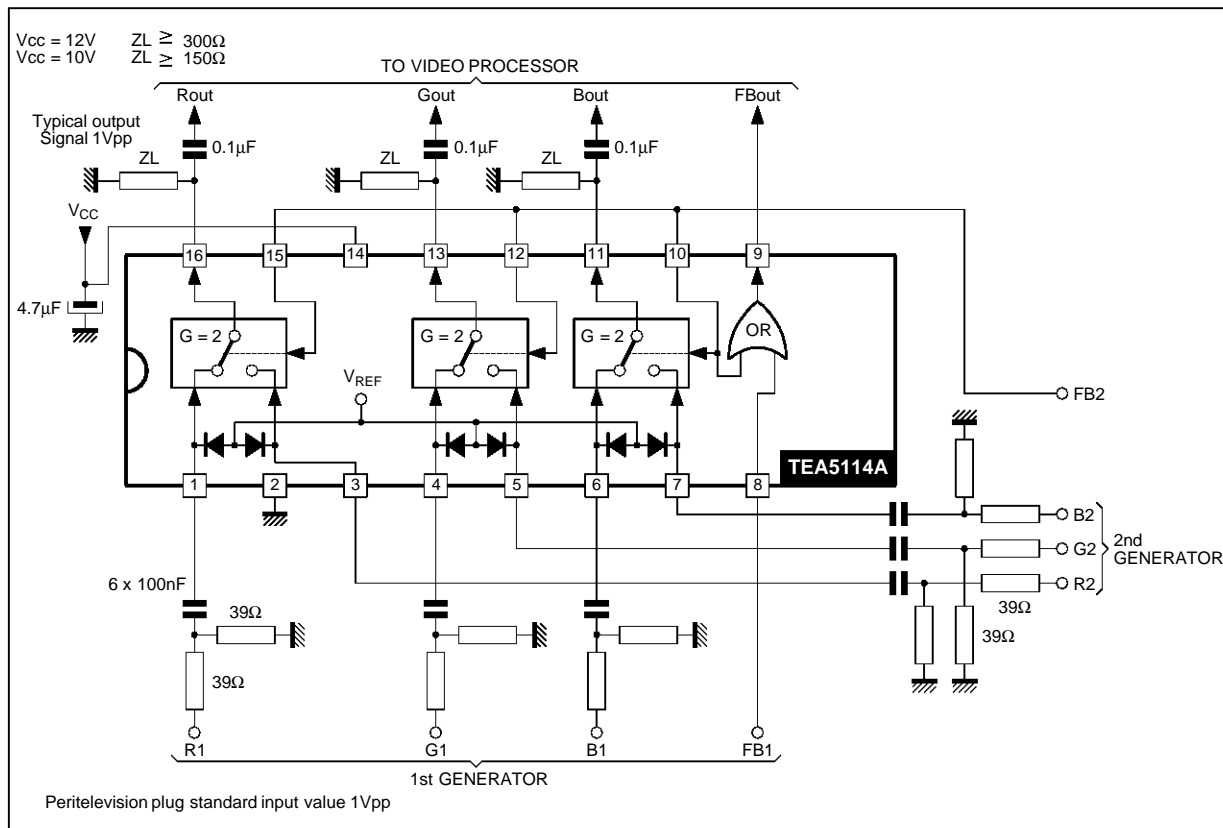 Vcc = 12V ZL ≥ 300Ω
Vcc = 10V ZL ≥ 150Ω
TO VIDEO PROCESSOR
Rout Gout Bout FBout
Typical output
Signal 1Vpp
0.1µF 0.1µF 0.1µF
ZL ZL ZL
VCC
16 15 14 13 12 11 10 9
4.7µF
G = 2 G = 2 G = 2 OR
VREF
FB2
TEA5114A
1 2 3 4 5 6 7 8
B2
G2
R2
2nd
GENERATOR
6 x 100nF
39Ω
39Ω
39Ω
39Ω
R1 G1 B1 FB1
1st GENERATOR
Peritelevision plug standard input value 1Vpp